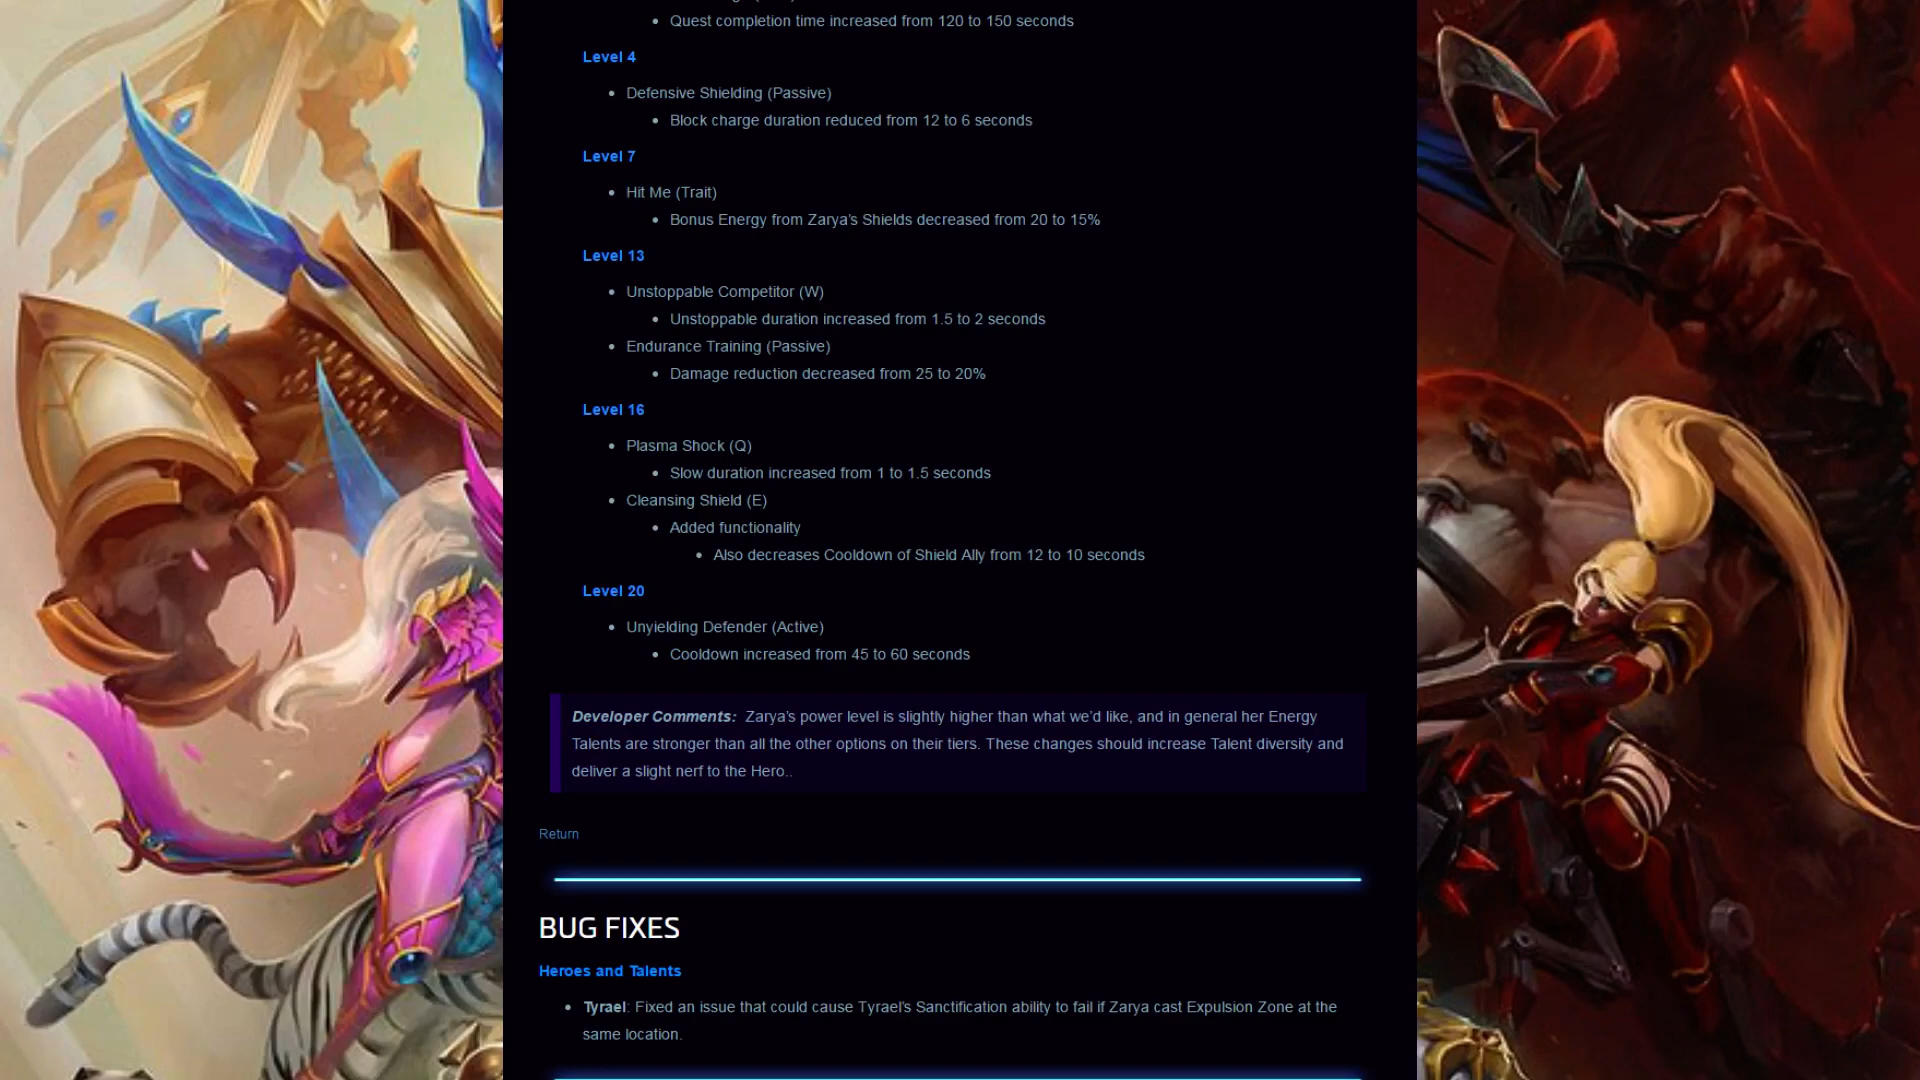 Quest completion time increased from 120 to 150 seconds
Level 4
Defensive Shielding (Passive)
Block charge duration reduced from 12 to 6 seconds
Level 7
Hit Me (Trait)
Bonus Energy from Zarya's Shields decreased from 20 to 15%
Level 13
Unstoppable Competitor (W)
Unstoppable duration increased from 1.5 to 2 seconds
Endurance Training (Passive)
Damage reduction decreased from 25 to 20%
Level 16
Plasma Shock (Q)
Slow duration increased from 1 to 1.5 seconds
Cleansing Shield (E)
Added functionality
Also decreases Cooldown of Shield Ally from 12 to 10 seconds
Level 20
Unyielding Defender (Active)
Cooldown increased from 45 to 60 seconds
Developer Comments: Zarya's power level is slightly higher than what we'd like, and in general her Energy
Talents are stronger than all the other options on their tiers. These changes should increase Talent diversity and
deliver a slight nerf to the Hero..
Return
BUG FIXES
Heroes and Talents
Tyrael: Fixed an issue that could cause Tyrael's Sanctification ability to fail if Zarya cast Expulsion Zone at the
same location.